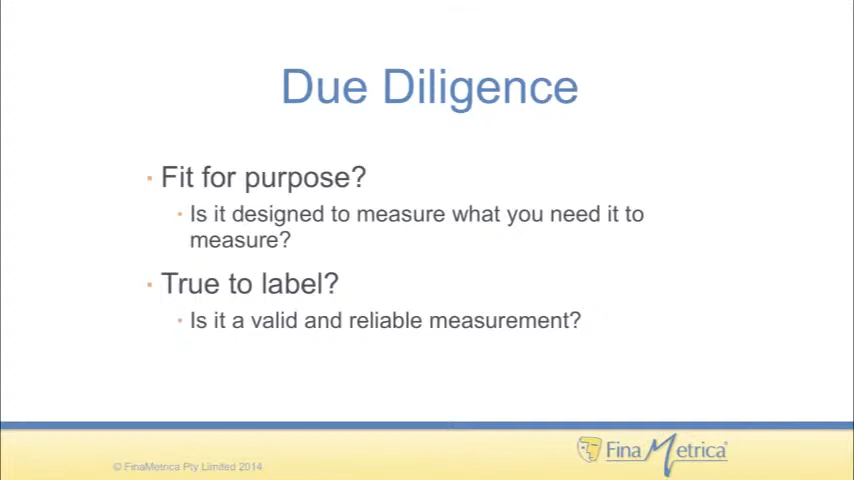 Due Diligence
· Fit for purpose?
· Is it designed to measure what you need it to
measure?
· True to label?
· Is it a valid and reliable measurement?
© FinaMetrica Pty Limited 2014
FinaMetrica®